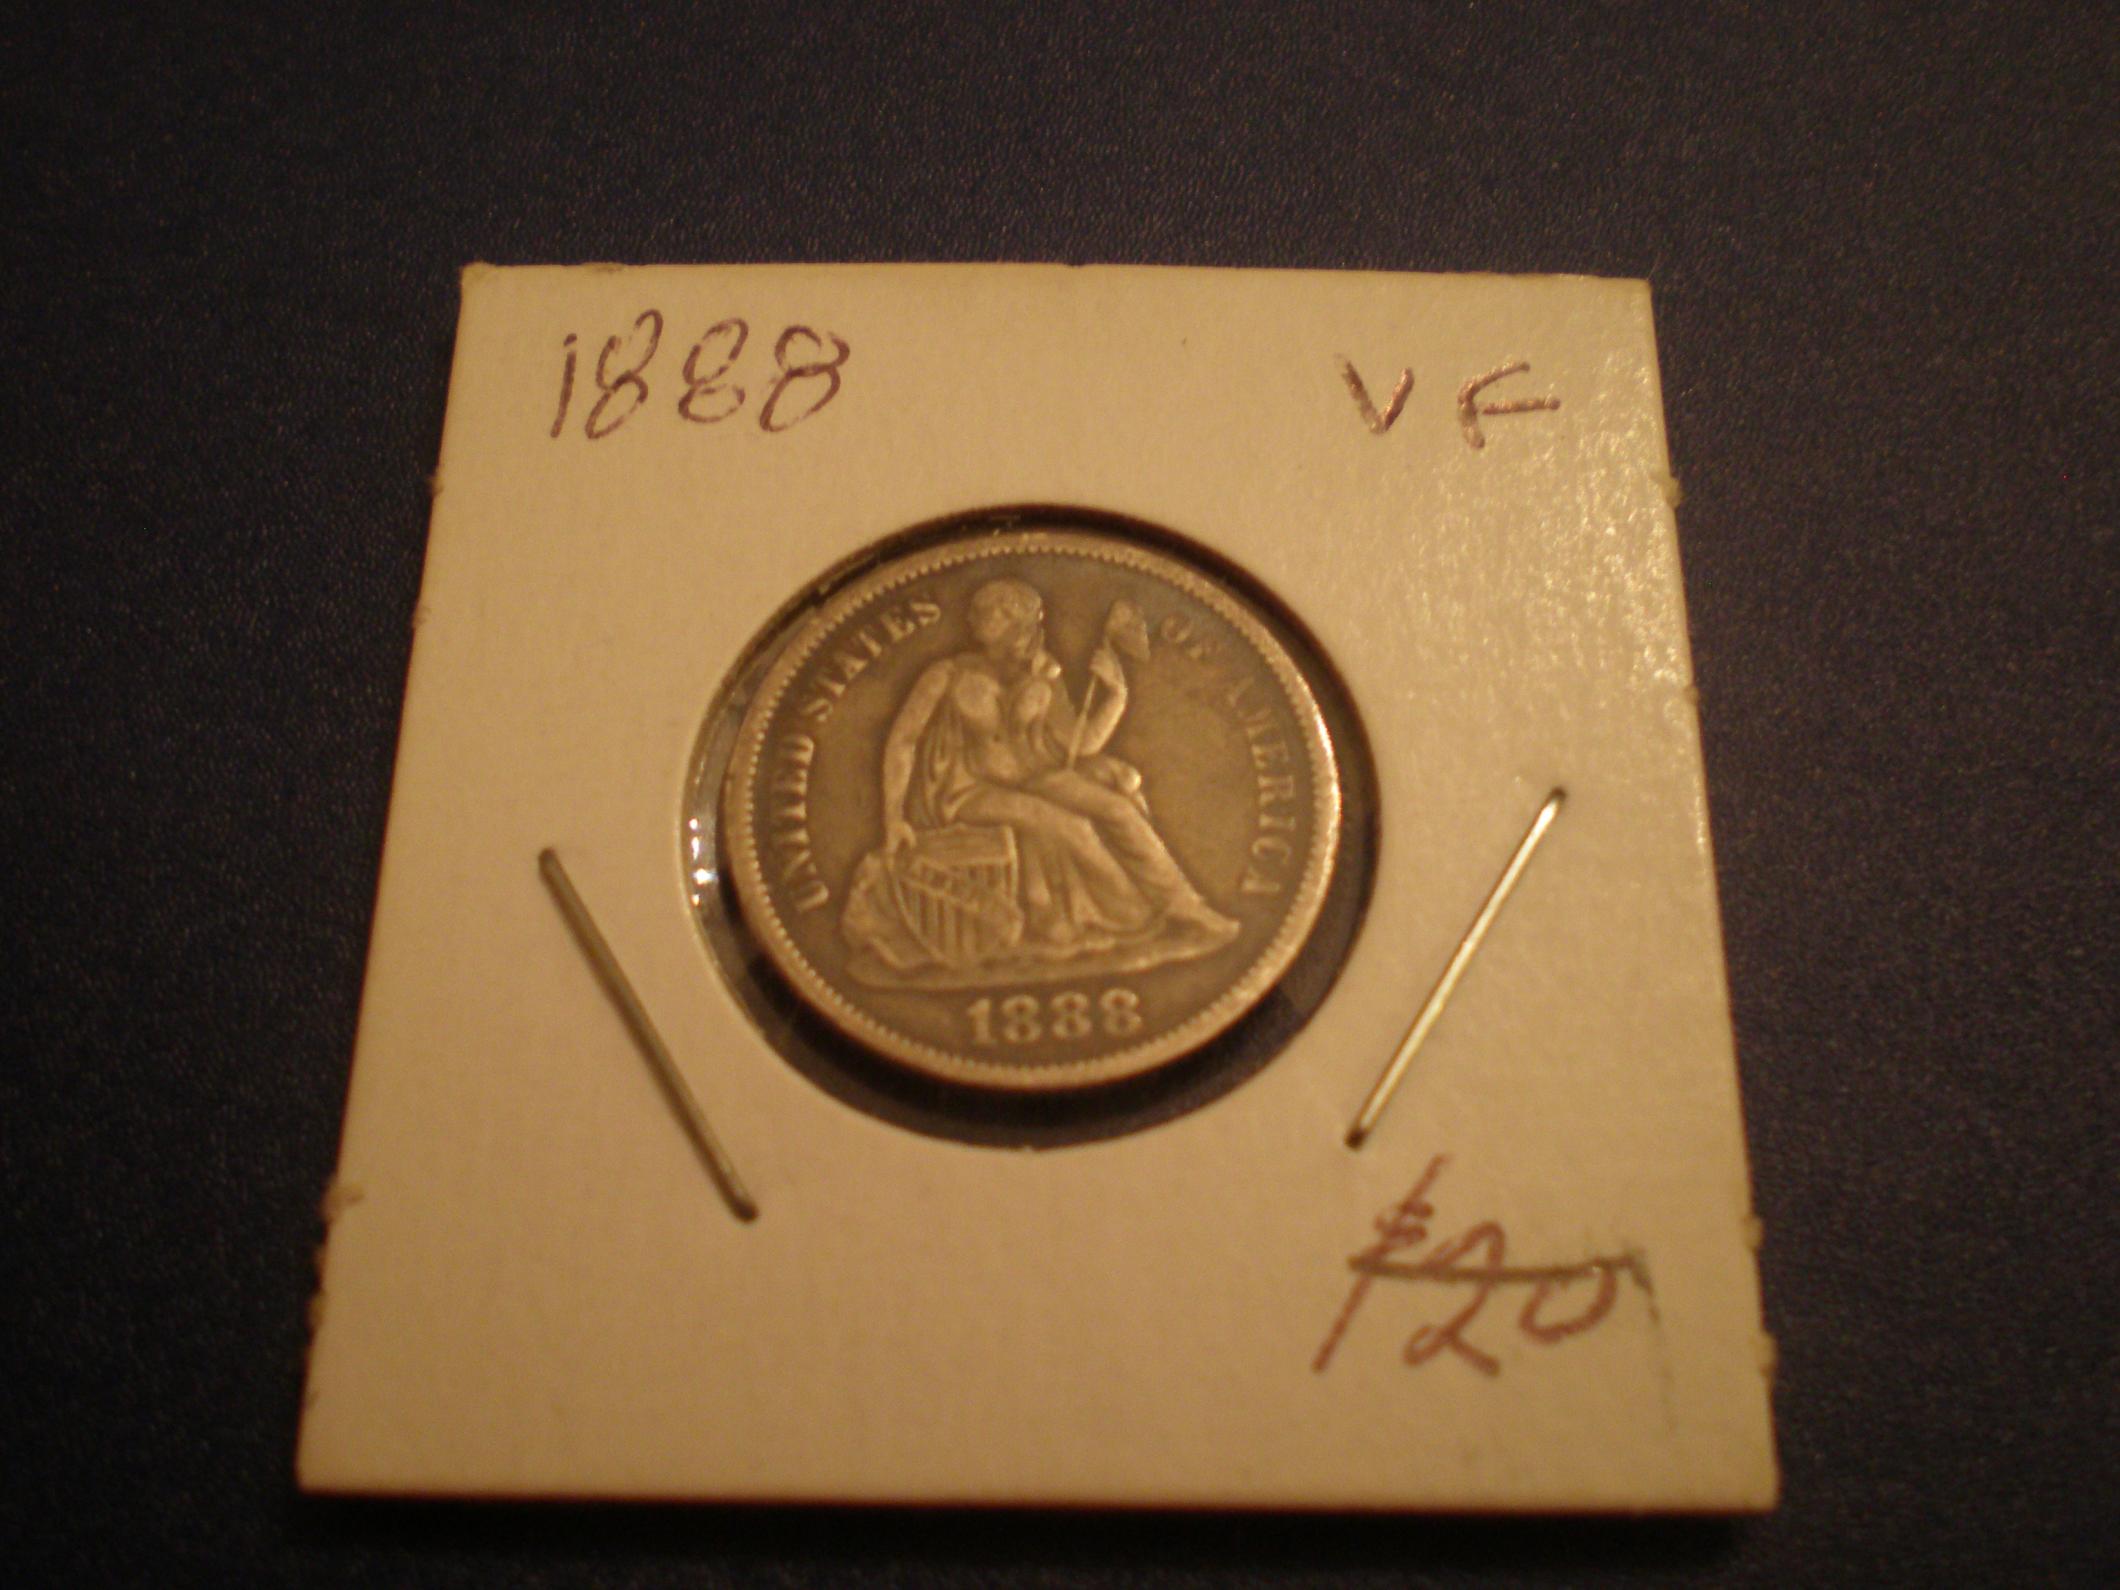 1888 VF
UNITED STATES OF AMERICA
1888
$20